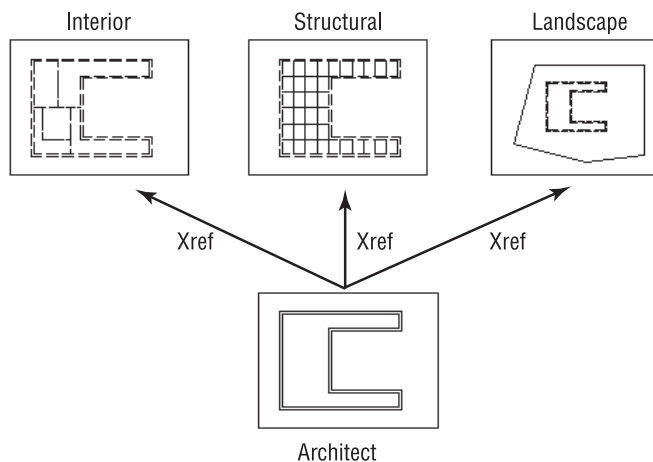 Interior
Structural
Landscape
Xref
Xref
Xref
Architect